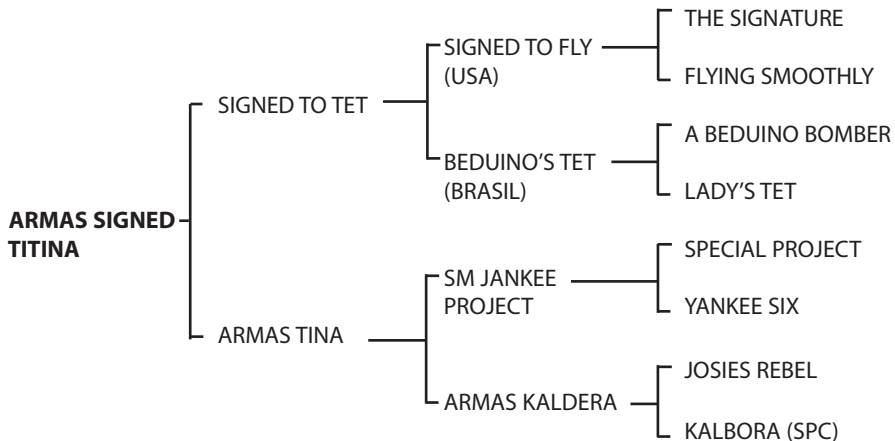 ARMAS SIGNED
TITINA
SIGNED TO TET
ARMAS TINA
SIGNED TO FLY
(USA)
BEDUINO’S TET
(BRASIL)
SM JANKEE
PROJECT
ARMAS KALDERA
THE SIGNATURE
FLYING SMOOTHLY
A BEDUINO BOMBER
LADY’S TET
SPECIAL PROJECT
YANKEE SIX
JOSIES REBEL
KALBORA (SPC)